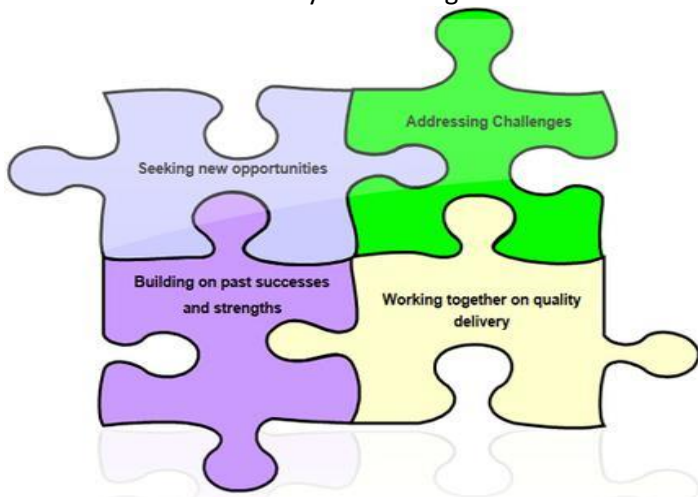 Seeking new opportunities
Addressing Challenges
Building on past successes
and strengths
Working together on quality
delivery